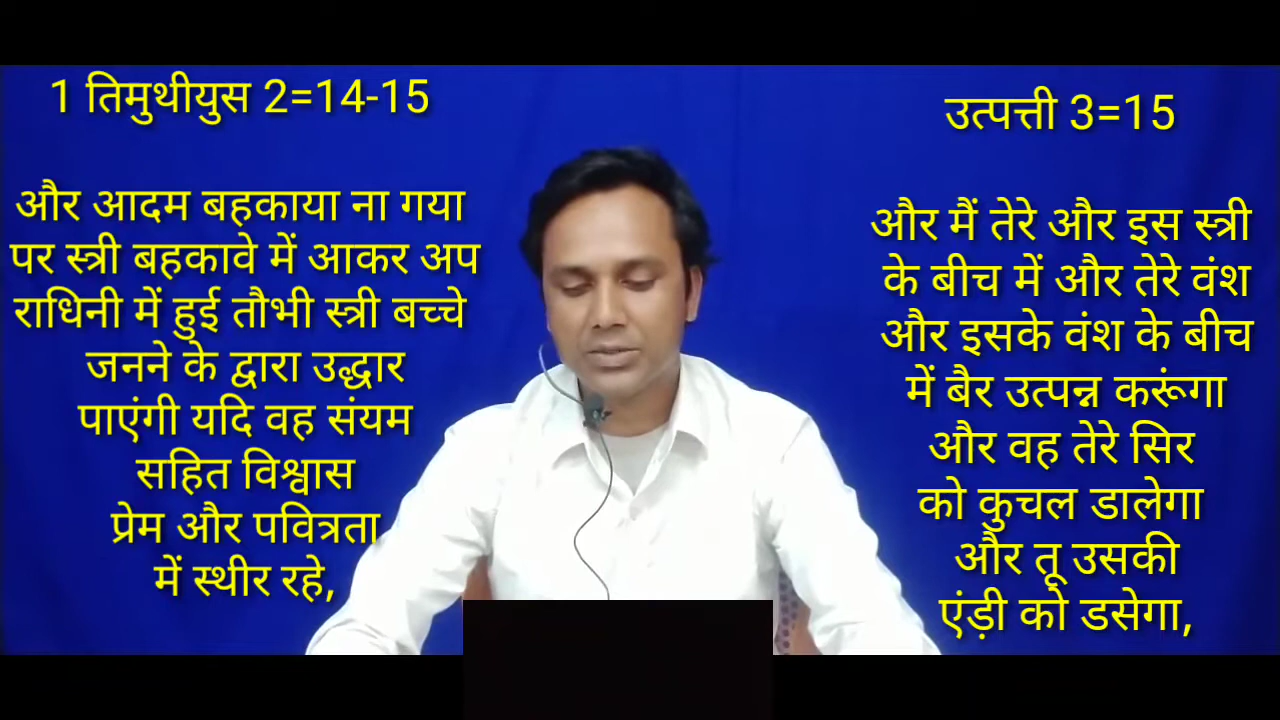 1 तिमुथीयुस 2=14-15
और आदम बहकाया ना गया
पर स्त्री बहकावे में आकर अप
राधिनी में हुई तौभी स्त्री बच्चे
जनने के द्वारा उद्धार
पाएंगी यदि वह संयम
सहित विश्वास
प्रेम और पवित्रता
में स्थीर रहे,
उत्पत्ती 3=15
और मैं तेरे और इस स्त्री
के बीच में और तेरे वंश
और इसके वंश के बीच
में बैर उत्पन्न करूंगा
और वह तेरे सिर
को कुचल डालेगा
और तू उसकी
एंड़ी को डसेगा,